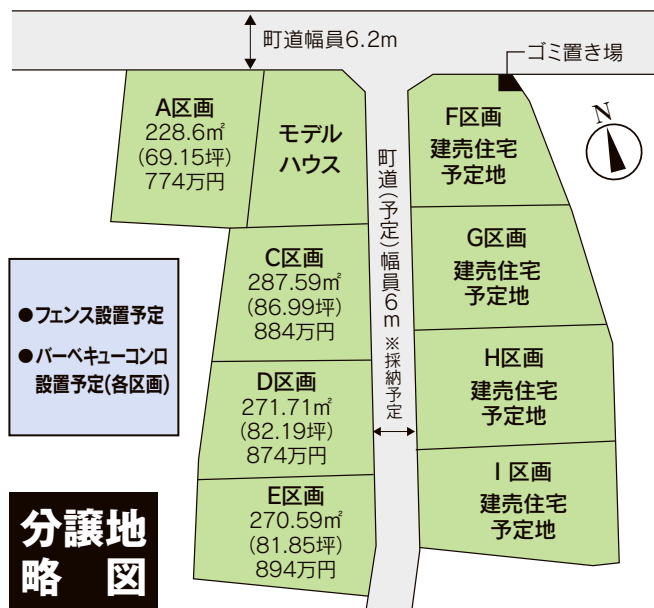 町道幅員6.2m
ゴミ置き場
A区画
228.6㎡
(69.15坪)
774万円
モデル
ハウス
F区画
建売住宅
予定地
N
町道(予定)幅員6m ※採納予定
C区画
287.59㎡
(86.99坪)
884万円
G区画
建売住宅
予定地
●フェンス設置予定
●バーベキューコンロ
設置予定(各区画)
D区画
271.71㎡
(82.19坪)
874万円
H区画
建売住宅
予定地
E区画
270.59㎡
(81.85坪)
894万円
I区画
建売住宅
予定地
分譲地
略図